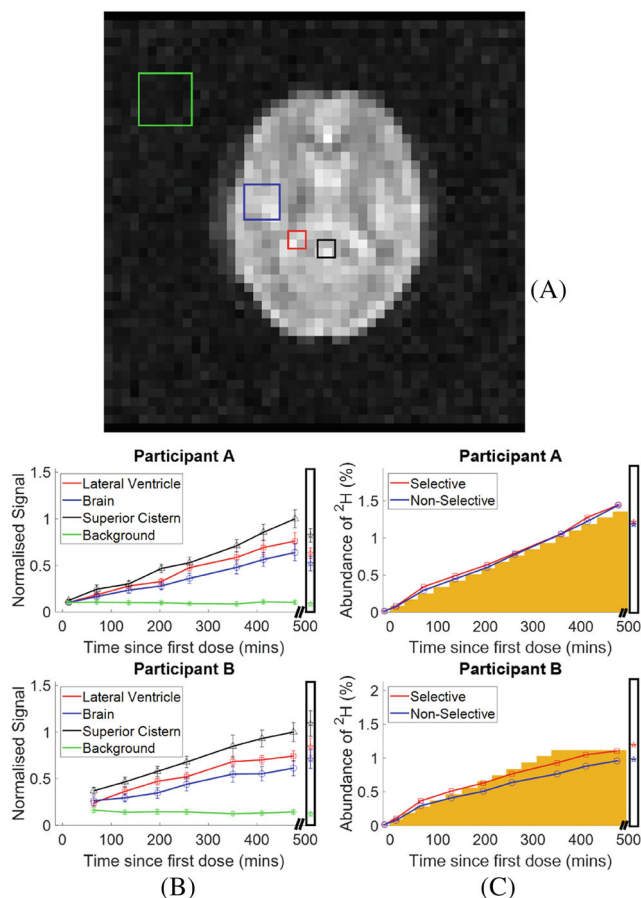 (A)
Participant A
Normalised Signal
1.5
1
0.5
0
Lateral Ventricle
Brain
Superior Cistern
Background
0 100 200 300 400 500
Time since first dose (mins)
Participant A
Abundance of ²H (%)
1.5
1
0.5
0
Selective
Non-Selective
0 100 200 300 400 500
Time since first dose (mins)
Participant B
Normalised Signal
1.5
1
0.5
0
Lateral Ventricle
Brain
Superior Cistern
Background
0 100 200 300 400 500
Time since first dose (mins)
Participant B
Abundance of ²H (%)
2
1.5
1
0.5
0
Selective
Non-Selective
0 100 200 300 400 500
Time since first dose (mins)
(B)
(C)